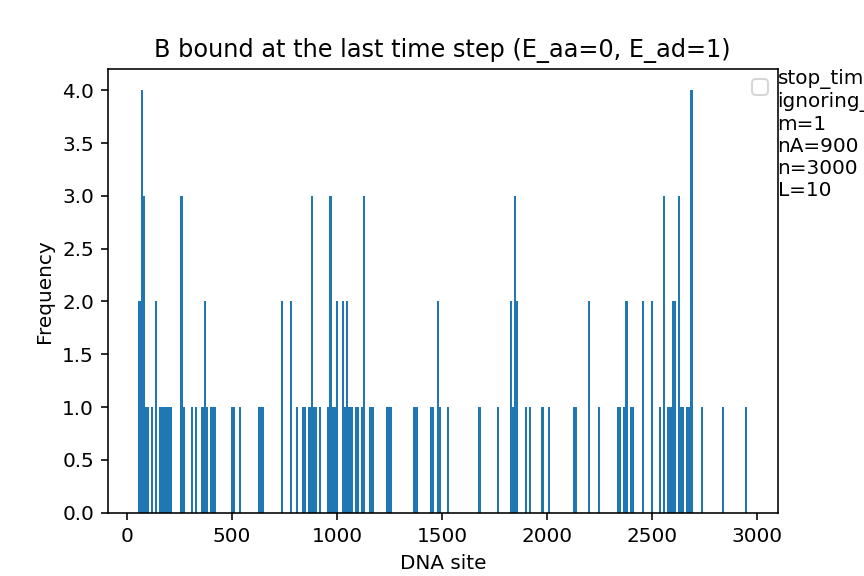 B bound at the last time step (E_aa=0, E_ad=1)
stop_tim
ignoring_
m=1
nA=900
n=3000
L=10
4.0
3.5
3.0
2.5
2.0
1.5
1.0
0.5
0.0
Frequency
0 500 1000 1500 2000 2500 3000
DNA site